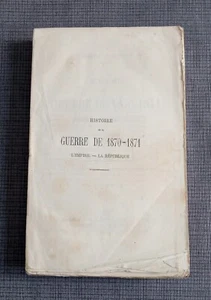 HISTOIRE
DE LA
GUERRE DE 1870-1871
L'EMPIRE — LA RÉPUBLIQUE